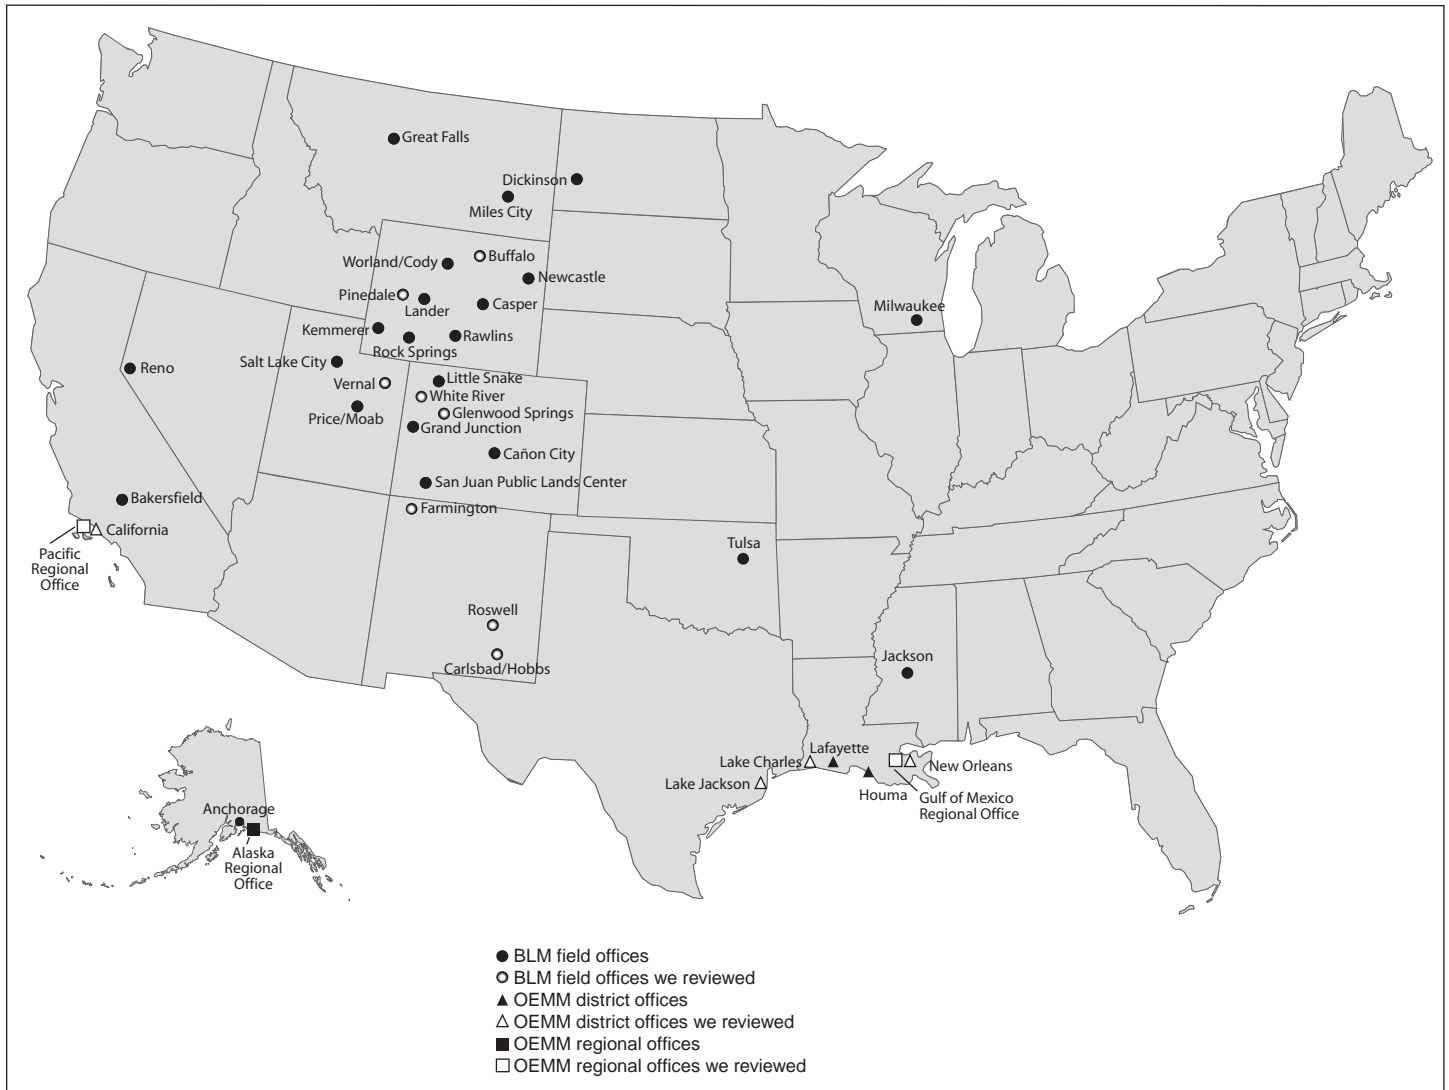 Great Falls
Dickinson
Miles City
Buffalo
Worland/Cody
Newcastle
Pinedale
Lander
Casper
Milwaukee
Kemmerer
Rawlins
Rock Springs
Salt Lake City
Reno
Little Snake
Vernal
White River
Glenwood Springs
Price/Moab
Grand Junction
Cañon City
San Juan Public Lands Center
Bakersfield
Farmington
California
Pacific
Regional
Office
Tulsa
Roswell
Carlsbad/Hobbs
Jackson
Lafayette
Lake Charles
New Orleans
Lake Jackson
Houma
Gulf of Mexico
Regional Office
Anchorage
Alaska
Regional
Office
BLM field offices
BLM field offices we reviewed
OEMM district offices
OEMM district offices we reviewed
OEMM regional offices
OEMM regional offices we reviewed